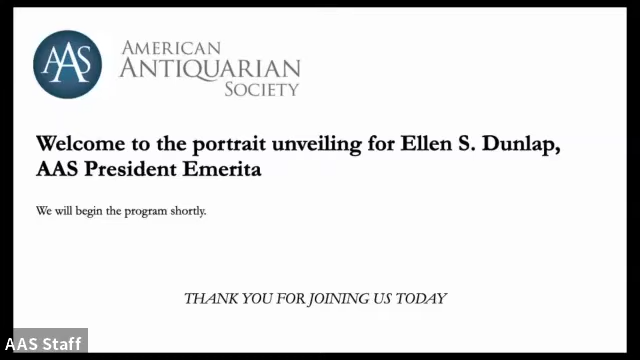 AAS
AMERICAN
ANTIQUARIAN
SOCIETY
Welcome to the portrait unveiling for Ellen S. Dunlap,
AAS President Emerita
We will begin the program shortly.
THANK YOU FOR JOINING US TODAY
AAS Staff